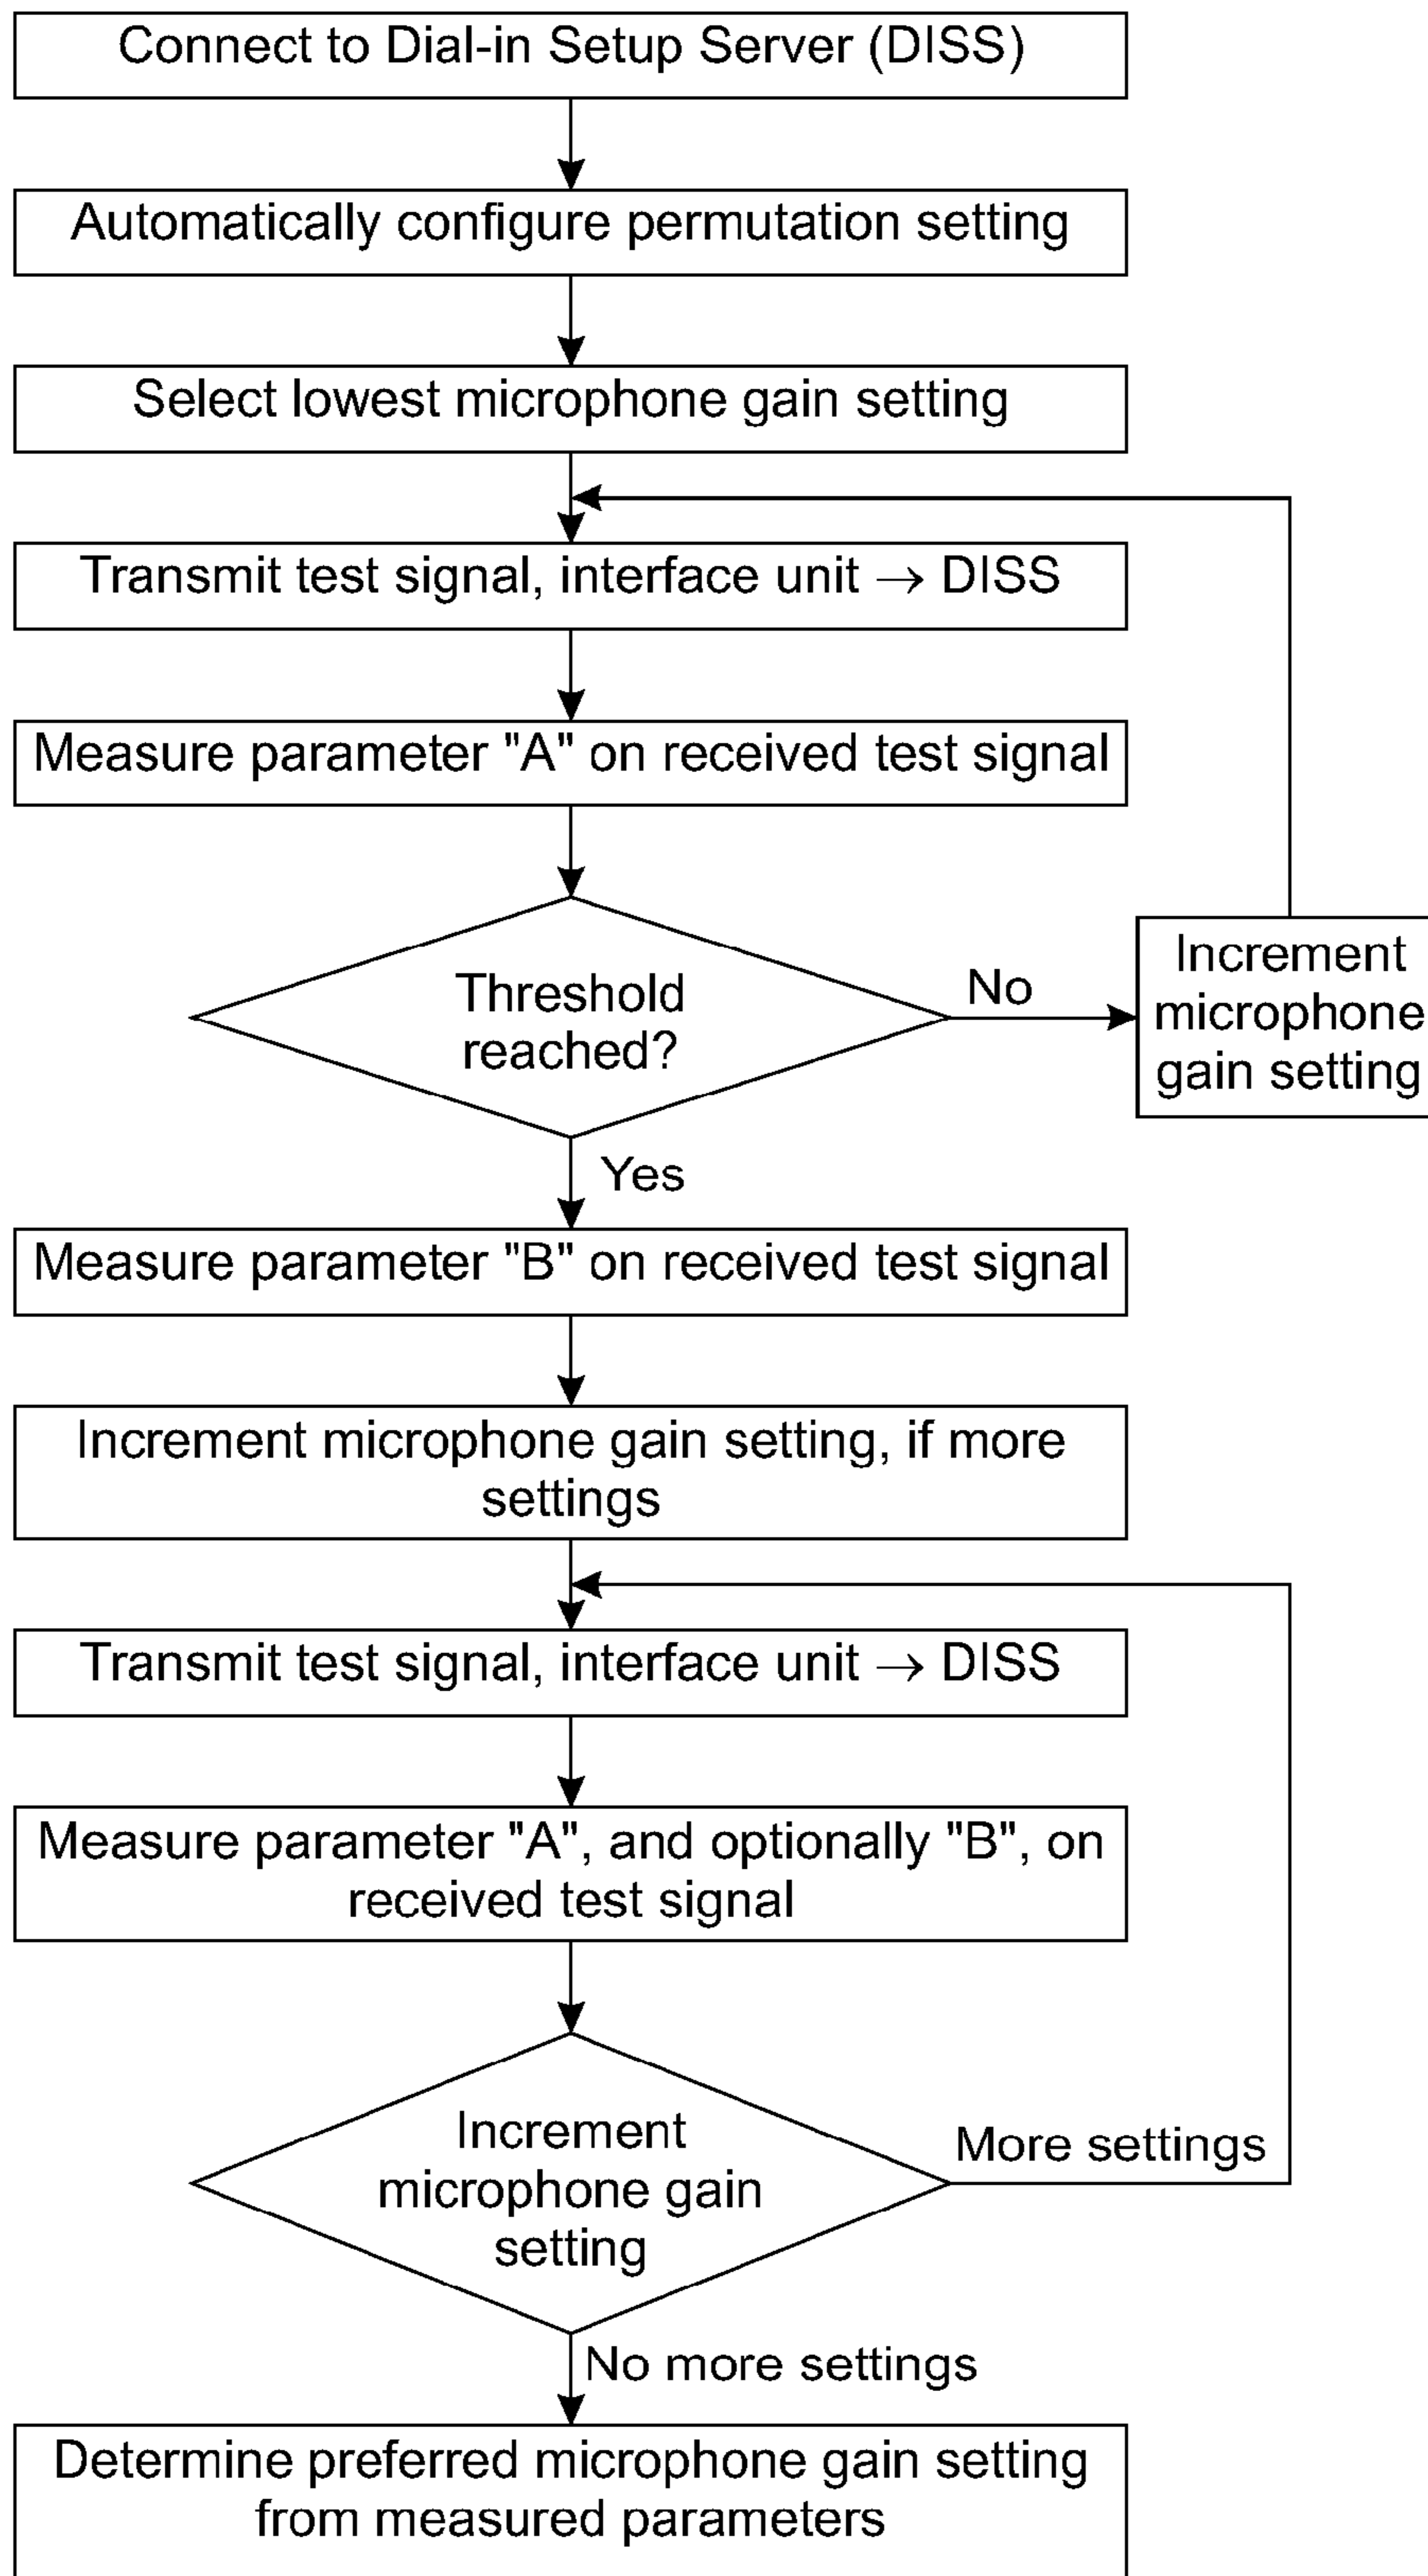 Connect to Dial-in Setup Server (DISS)
Automatically configure permutation setting
Select lowest microphone gain setting
Transmit test signal, interface unit → DISS
Measure parameter "A" on received test signal
Threshold
reached?
No
Increment
microphone
gain setting
Yes
Measure parameter "B" on received test signal
Increment microphone gain setting, if more
settings
Transmit test signal, interface unit → DISS
Measure parameter "A", and optionally "B", on
received test signal
Increment
microphone gain
setting
More settings
No more settings
Determine preferred microphone gain setting
from measured parameters